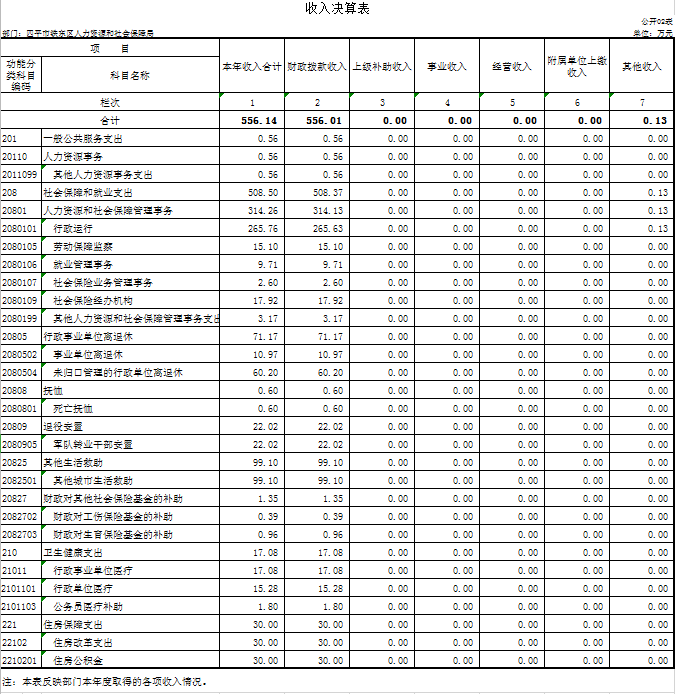 收入决算表
公开02表
部门：四平市铁东区人力资源和社会保障局 单位：万元
项 目 本年收入合计 财政拨款收入 上级补助收入 事业收入 经营收入 附属单位上缴收入 其他收入
功能分类科目编码 科目名称
栏次 1 2 3 4 5 6 7
合计 556.14 556.01 0.00 0.00 0.00 0.00 0.13
201 一般公共服务支出 0.56 0.56 0.00 0.00 0.00 0.00 0.00
20110 人力资源事务 0.56 0.56 0.00 0.00 0.00 0.00 0.00
2011099 其他人力资源事务支出 0.56 0.56 0.00 0.00 0.00 0.00 0.00
208 社会保障和就业支出 508.50 508.37 0.00 0.00 0.00 0.00 0.13
20801 人力资源和社会保障管理事务 314.26 314.13 0.00 0.00 0.00 0.00 0.13
2080101 行政运行 265.76 265.63 0.00 0.00 0.00 0.00 0.13
2080105 劳动保障监察 15.10 15.10 0.00 0.00 0.00 0.00 0.00
2080106 就业管理事务 9.71 9.71 0.00 0.00 0.00 0.00 0.00
2080107 社会保险业务管理事务 2.60 2.60 0.00 0.00 0.00 0.00 0.00
2080109 社会保险经办机构 17.92 17.92 0.00 0.00 0.00 0.00 0.00
2080199 其他人力资源和社会保障管理事务支出 3.17 3.17 0.00 0.00 0.00 0.00 0.00
20805 行政事业单位离退休 71.17 71.17 0.00 0.00 0.00 0.00 0.00
2080502 事业单位离退休 10.97 10.97 0.00 0.00 0.00 0.00 0.00
2080504 未归口管理的行政单位离退休 60.20 60.20 0.00 0.00 0.00 0.00 0.00
20808 抚恤 0.60 0.60 0.00 0.00 0.00 0.00 0.00
2080801 死亡抚恤 0.60 0.60 0.00 0.00 0.00 0.00 0.00
20809 退役安置 22.02 22.02 0.00 0.00 0.00 0.00 0.00
2080905 军队转业干部安置 22.02 22.02 0.00 0.00 0.00 0.00 0.00
20825 其他生活救助 99.10 99.10 0.00 0.00 0.00 0.00 0.00
2082501 其他城市生活救助 99.10 99.10 0.00 0.00 0.00 0.00 0.00
20827 财政对其他社会保险基金的补助 1.35 1.35 0.00 0.00 0.00 0.00 0.00
2082702 财政对工伤保险基金的补助 0.39 0.39 0.00 0.00 0.00 0.00 0.00
2082703 财政对生育保险基金的补助 0.96 0.96 0.00 0.00 0.00 0.00 0.00
210 卫生健康支出 17.08 17.08 0.00 0.00 0.00 0.00 0.00
21011 行政事业单位医疗 17.08 17.08 0.00 0.00 0.00 0.00 0.00
2101101 行政单位医疗 15.28 15.28 0.00 0.00 0.00 0.00 0.00
2101103 公务员医疗补助 1.80 1.80 0.00 0.00 0.00 0.00 0.00
221 住房保障支出 30.00 30.00 0.00 0.00 0.00 0.00 0.00
22102 住房改革支出 30.00 30.00 0.00 0.00 0.00 0.00 0.00
2210201 住房公积金 30.00 30.00 0.00 0.00 0.00 0.00 0.00
注：本表反映部门本年度取得的各项收入情况。